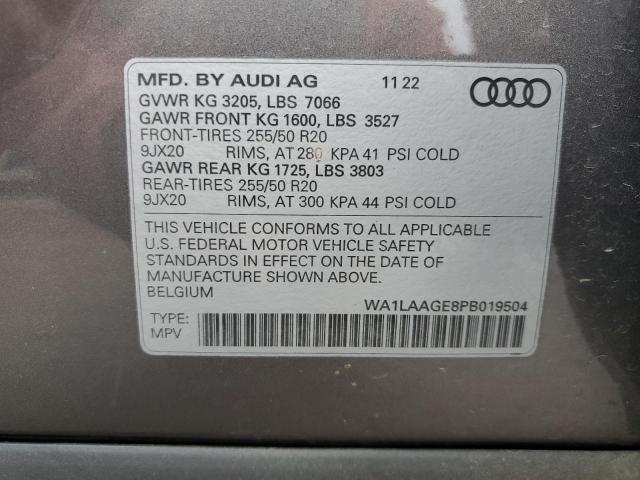 MFD. BY AUDI AG 11 22
GVWR KG 3205, LBS 7066
GAWR FRONT KG 1600, LBS 3527
FRONT-TIRES 255/50 R20
9JX20 RIMS, AT 280 KPA 41 PSI COLD
GAWR REAR KG 1725, LBS 3803
REAR-TIRES 255/50 R20
9JX20 RIMS, AT 300 KPA 44 PSI COLD
THIS VEHICLE CONFORMS TO ALL APPLICABLE
U.S. FEDERAL MOTOR VEHICLE SAFETY
STANDARDS IN EFFECT ON THE DATE OF
MANUFACTURE SHOWN ABOVE.
BELGIUM
WA1LAAGE8PB019504
TYPE:
MPV